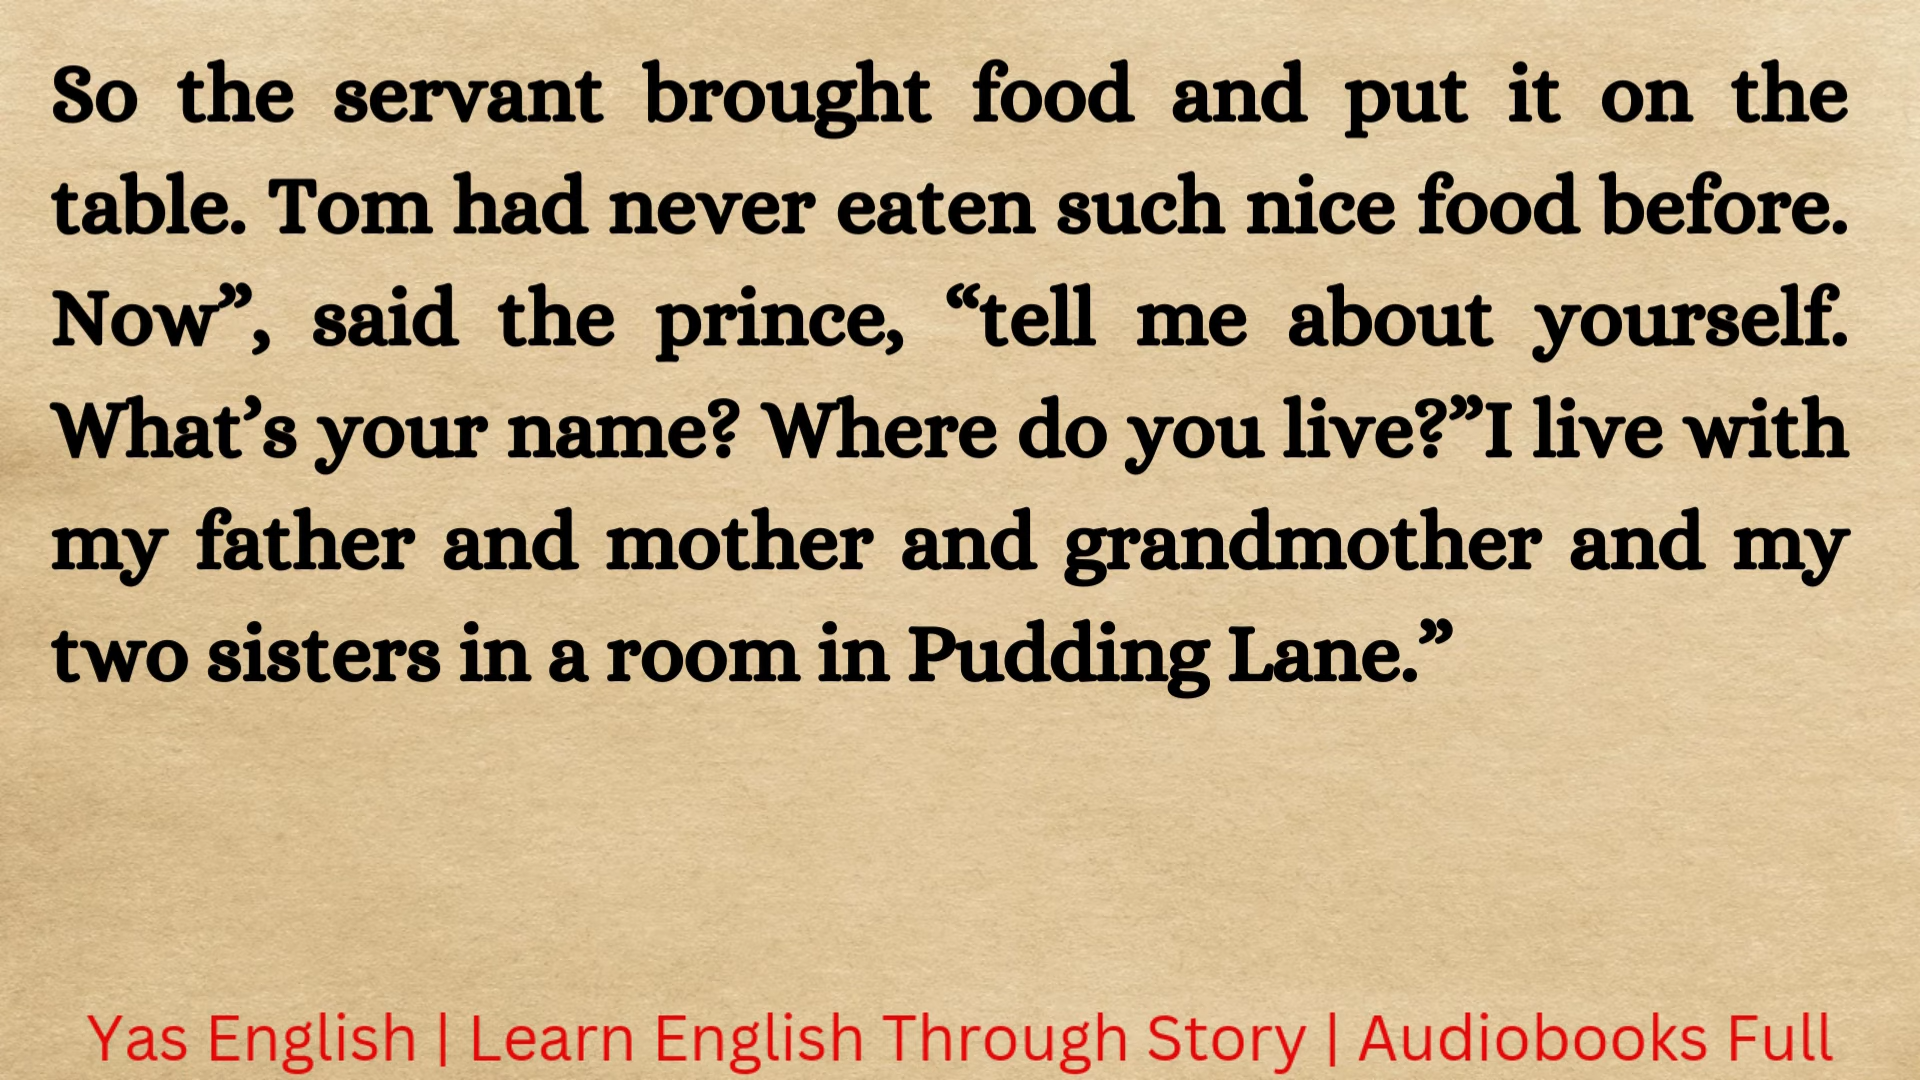 So the servant brought food and put it on the
table. Tom had never eaten such nice food before.
Now”, said the prince, “tell me about yourself.
What’s your name? Where do you live?”I live with
my father and mother and grandmother and my
two sisters in a room in Pudding Lane.”
Yas English | Learn English Through Story | Audiobooks Full